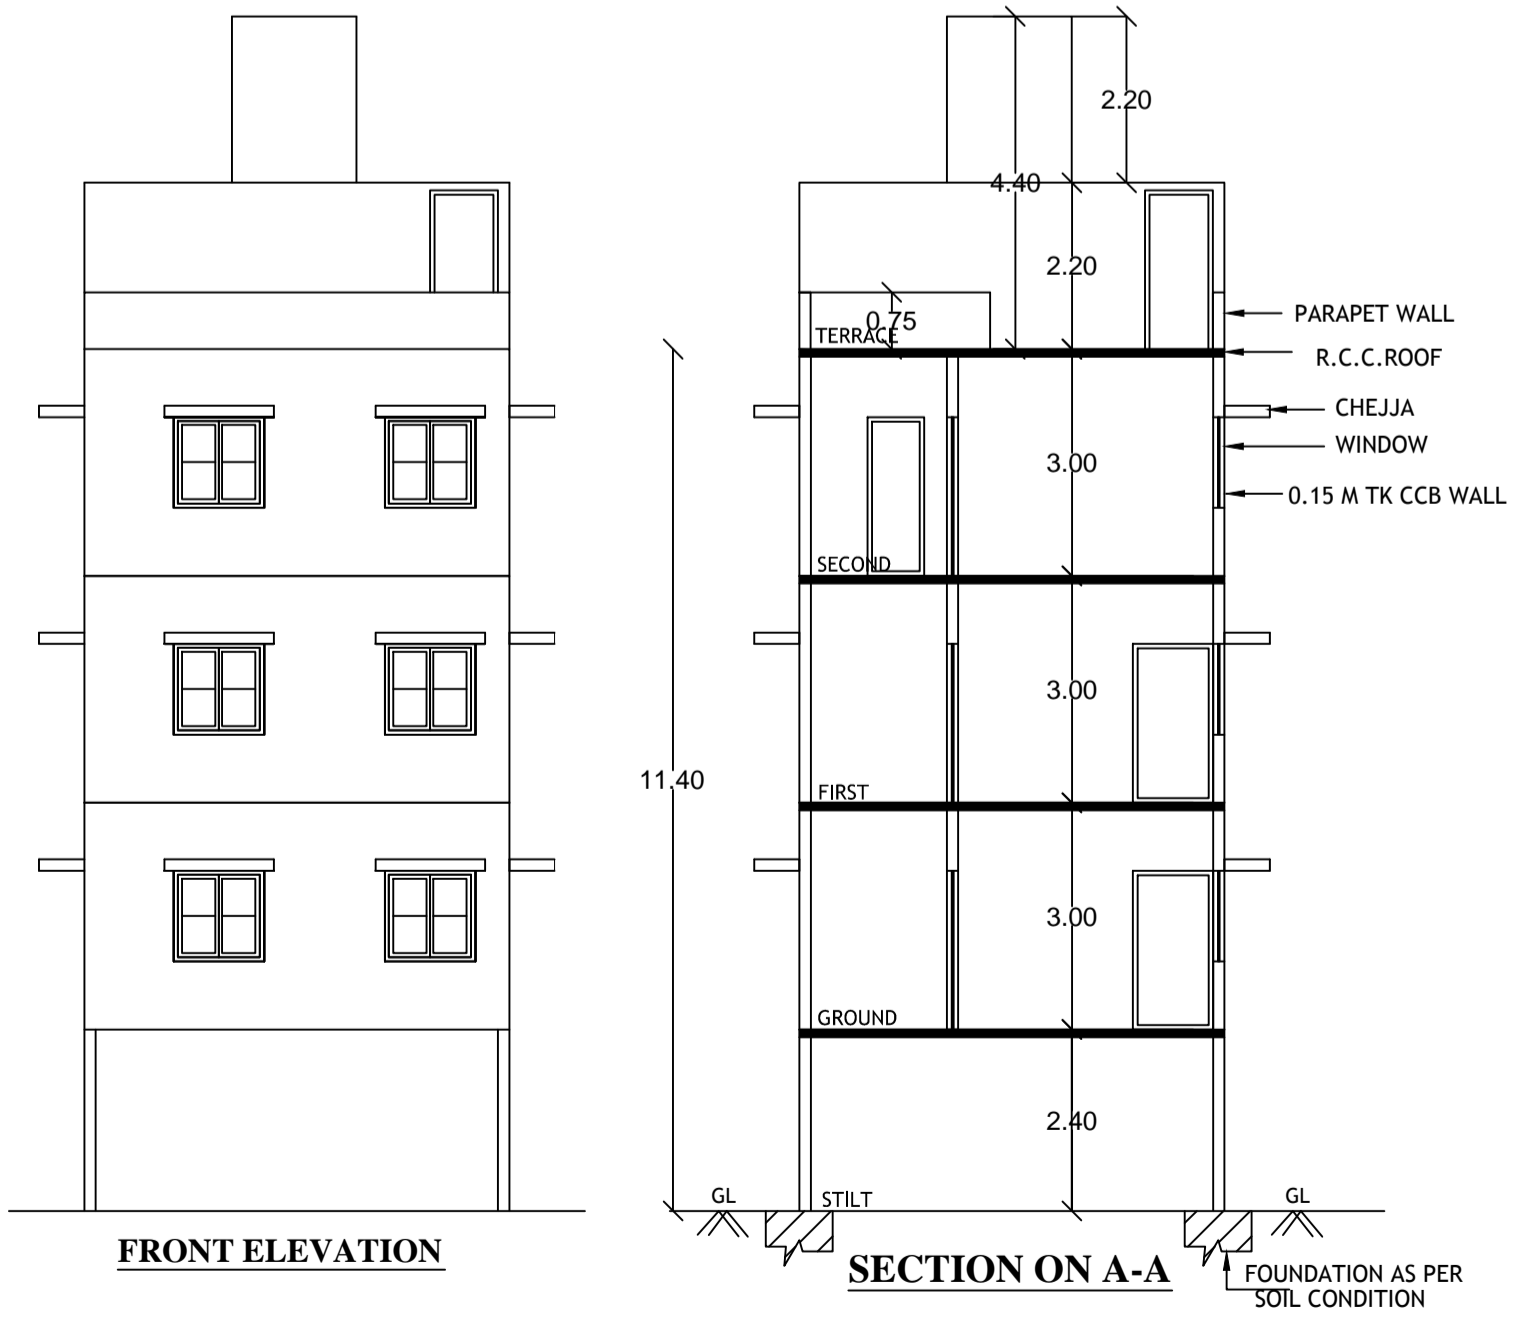 2.20
4.40
2.20
0.75
TERRACE
PARAPET WALL
R.C.C.ROOF
CHEJJA
WINDOW
3.00
0.15 M TK CCB WALL
SECOND
3.00
11.40
FIRST
3.00
GROUND
2.40
GL
STILT
GL
FRONT ELEVATION
SECTION ON A-A
FOUNDATION AS PER
SOIL CONDITION